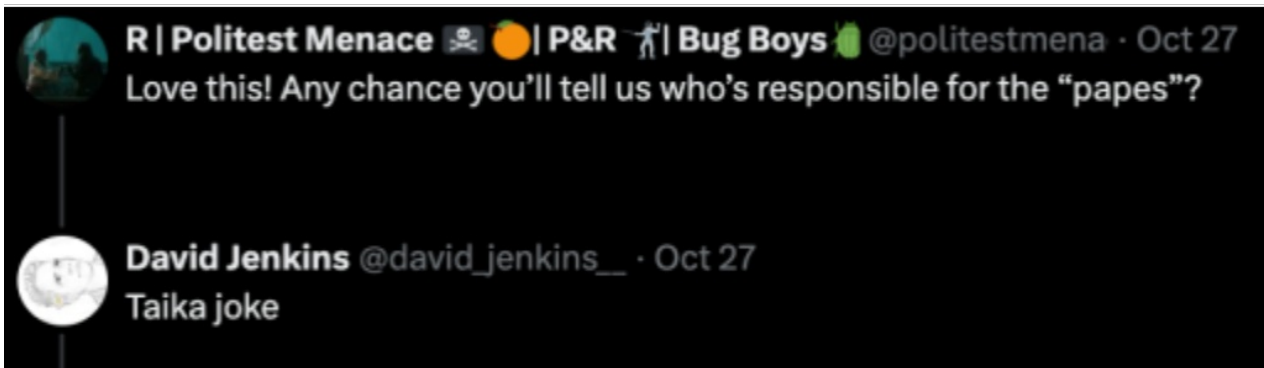 R | Politest Menace 🏴‍☠️🍊| P&R 🕺| Bug Boys🪲 @politestmena · Oct 27
Love this! Any chance you’ll tell us who’s responsible for the “papes”?
David Jenkins @david_jenkins__ · Oct 27
Taika joke